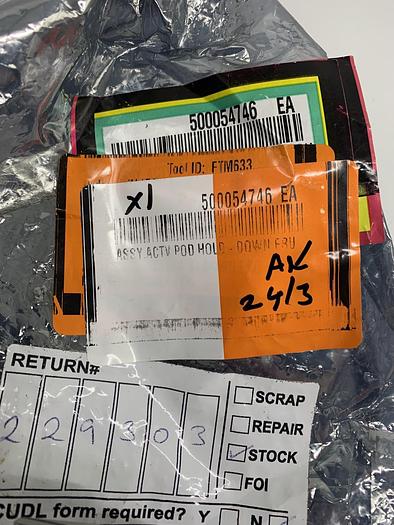 500054746 EA
Tool ID: ETM633
x1
500054746 EA
ASSY ACTV POD HOLD - DOWN FRU
AK
24/3
RETURN#
229303
SCRAP
REPAIR
STOCK
FOI
CUDL form required? Y N